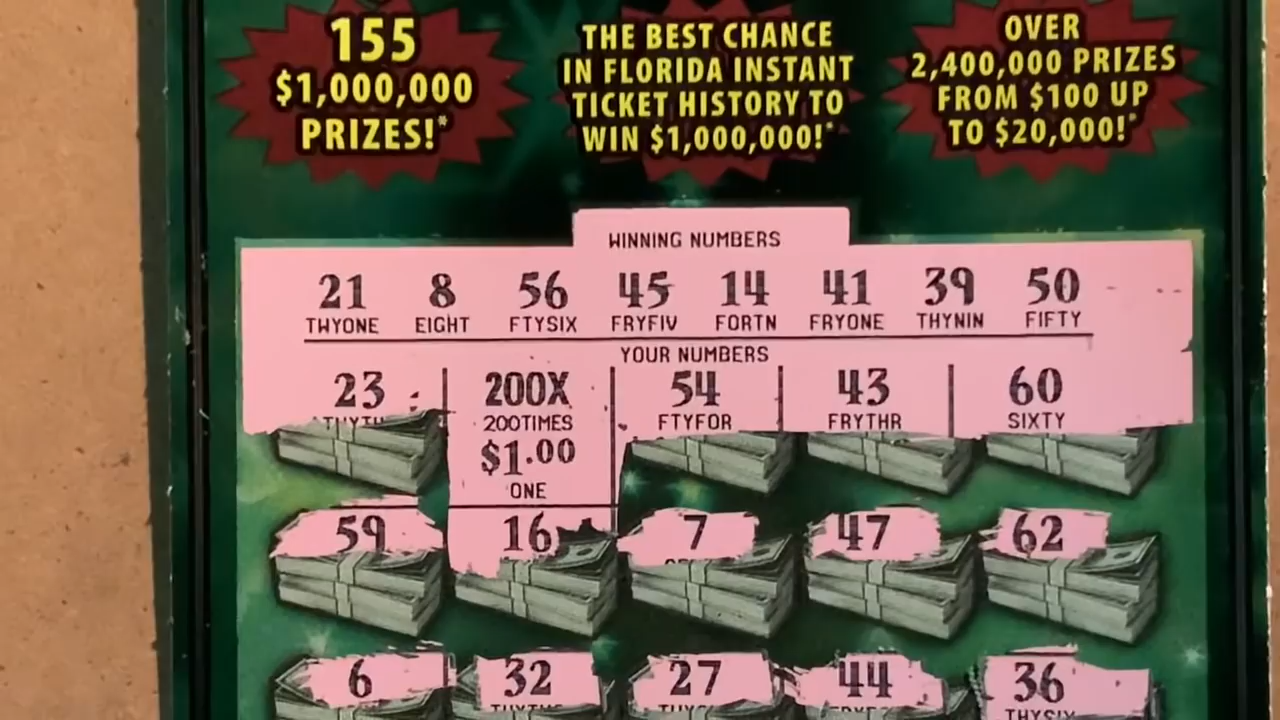 155
$1,000,000
PRIZES!*
THE BEST CHANCE
IN FLORIDA INSTANT
TICKET HISTORY TO
WIN $1,000,000!*
OVER
2,400,000 PRIZES
FROM $100 UP
TO $20,000!*
WINNING NUMBERS
21 8 56 45 14 41 39 50
TWYONE EIGHT FTYSIX FRYFIV FORTN FRYONE THYNIN FIFTY
YOUR NUMBERS
23 200X 54 43 60
200TIMES FTYFOR FRYTHR SIXTY
$1.00
ONE
59 16 7 47 62
6 32 27 44 36
THYSIX